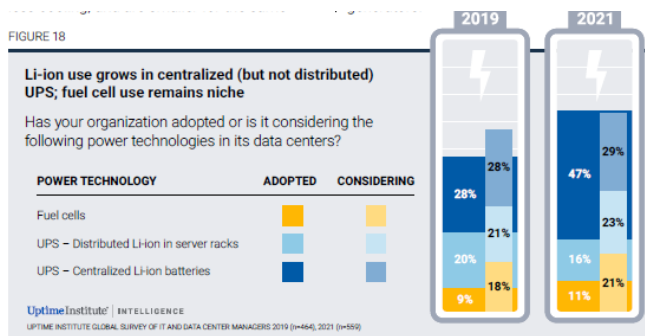 FIGURE 18
Li-ion use grows in centralized (but not distributed)
UPS; fuel cell use remains niche
Has your organization adopted or is it considering the
following power technologies in its data centers?
POWER TECHNOLOGY ADOPTED CONSIDERING
Fuel cells
UPS – Distributed Li-ion in server racks
UPS – Centralized Li-ion batteries
UptimeInstitute® | INTELLIGENCE
UPTIME INSTITUTE GLOBAL SURVEY OF IT AND DATA CENTER MANAGERS 2019 (n=464), 2021 (n=559)
2019
28%
28%
21%
20%
18%
9%
2021
29%
47%
23%
16%
21%
11%